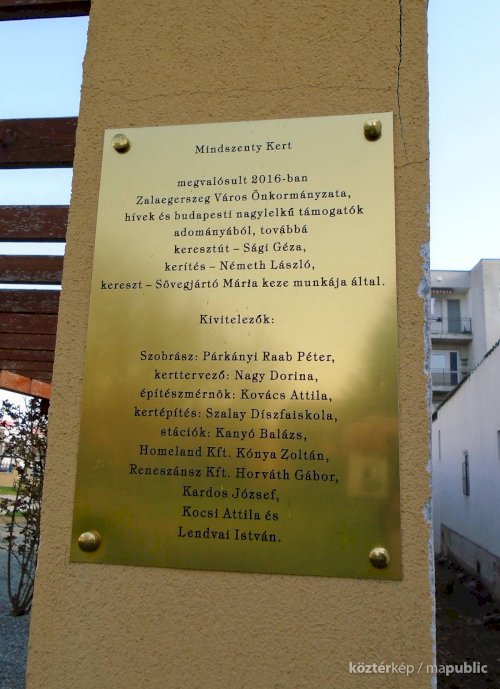 Mindszenty Kert
megvalósult 2016-ban
Zalaegerszeg Város Önkormányzata,
hívek és budapesti nagylelkű támogatók
adományából, továbbá
keresztút – Sági Géza,
kerítés – Németh László,
kereszt – Sövegjártó Mária keze munkája által.
Kivitelezők:
Szobrász: Párkányi Raab Péter,
kerttervező: Nagy Dorina,
építészmérnök: Kovács Attila,
kertépítés: Szalay Díszfaiskola,
stációk: Kanyó Balázs,
Homeland Kft. Kónya Zoltán,
Reneszánsz Kft. Horváth Gábor,
Kardos József,
Kocsi Attila és
Lendvai István.
köztérkép / mapublic